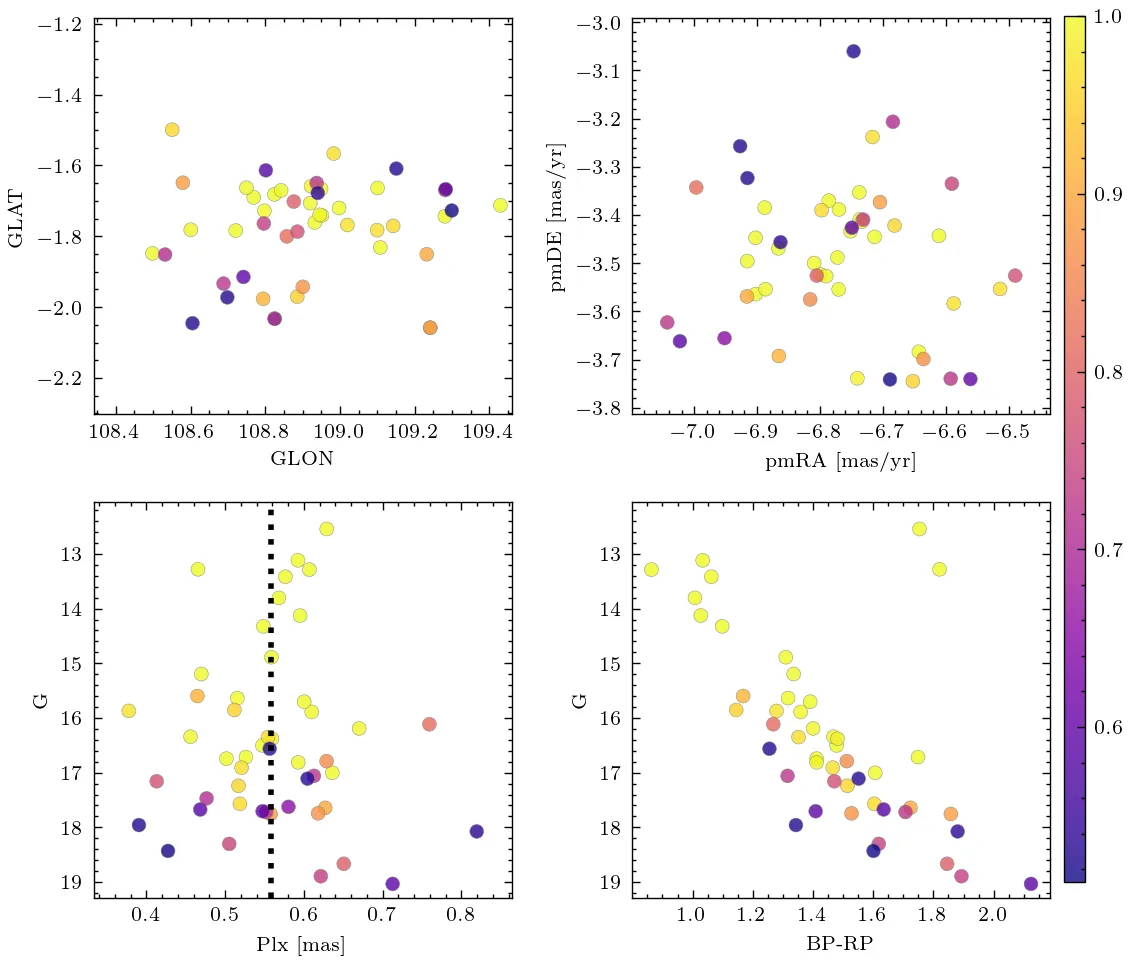 −1.2
−1.4
−1.6
−1.8
−2.0
−2.2
GLAT
108.4 108.6 108.8 109.0 109.2 109.4
GLON
−3.0
−3.1
−3.2
−3.3
−3.4
−3.5
−3.6
−3.7
−3.8
pmDE [mas/yr]
−7.0 −6.9 −6.8 −6.7 −6.6 −6.5
pmRA [mas/yr]
1.0
0.9
0.8
0.7
0.6
13
14
15
16
17
18
19
G
0.4 0.5 0.6 0.7 0.8
Plx [mas]
13
14
15
16
17
18
19
G
1.0 1.2 1.4 1.6 1.8 2.0
BP-RP